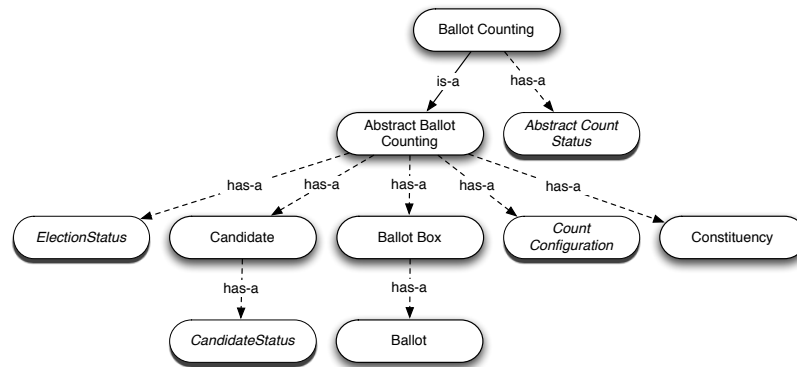 Ballot Counting
is-a
has-a
Abstract Ballot
Counting
Abstract Count
Status
has-a
has-a
has-a
has-a
has-a
ElectionStatus
Candidate
Ballot Box
Count
Configuration
Constituency
has-a
has-a
CandidateStatus
Ballot